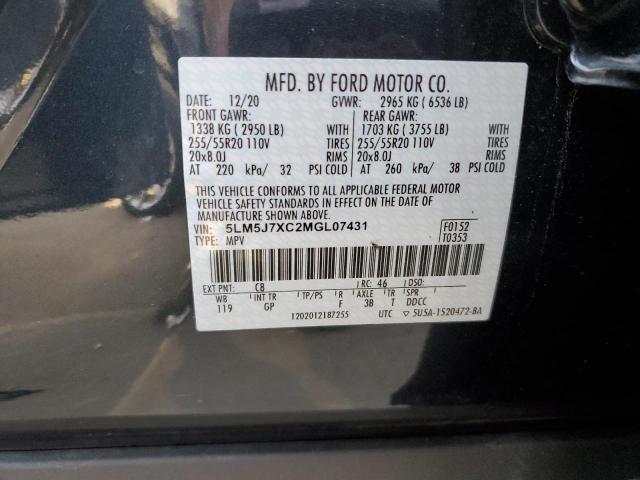 MFD. BY FORD MOTOR CO.
DATE: 12/20 GVWR: 2965 KG ( 6536 LB)
FRONT GAWR: REAR GAWR:
1338 KG ( 2950 LB) WITH 1703 KG ( 3755 LB) WITH
255/55R20 110V TIRES 255/55R20 110V TIRES
20x8.0J RIMS 20x8.0J RIMS
AT 220 kPa/ 32 PSI COLD AT 260 kPa/ 38 PSI COLD
THIS VEHICLE CONFORMS TO ALL APPLICABLE FEDERAL MOTOR
VEHICLE SAFETY AND THEFT PREVENTION STANDARDS IN EFFECT ON THE DATE OF MANUFACTURE
SHOWN ABOVE.
VIN: 5LM5J7XC2MGL07431 F0152
TYPE: MPV T0353
EXT PNT: C8 RC: 46 DSO:
WB INT TR TP/PS R AXLE TR SPR
119 GP F 38 T DDCC
1202012187255 UTC ▽ 5U5A-1520472-BA